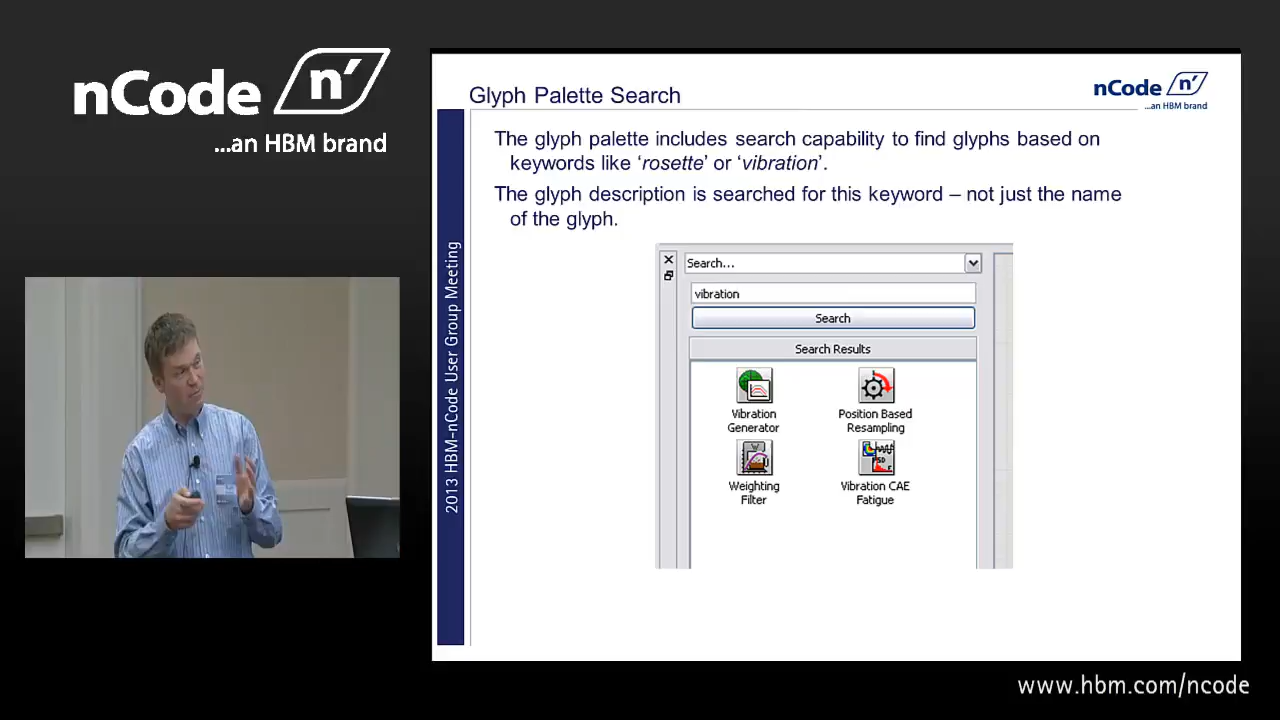 nCode n'
...an HBM brand
Glyph Palette Search
nCode n'
...an HBM brand
The glyph palette includes search capability to find glyphs based on
keywords like ‘rosette’ or ‘vibration’.
The glyph description is searched for this keyword – not just the name
of the glyph.
2013 HBM-nCode User Group Meeting
Search...
vibration
Search
Search Results
Vibration
Generator
Position Based
Resampling
Weighting
Filter
Vibration CAE
Fatigue
www.hbm.com/ncode